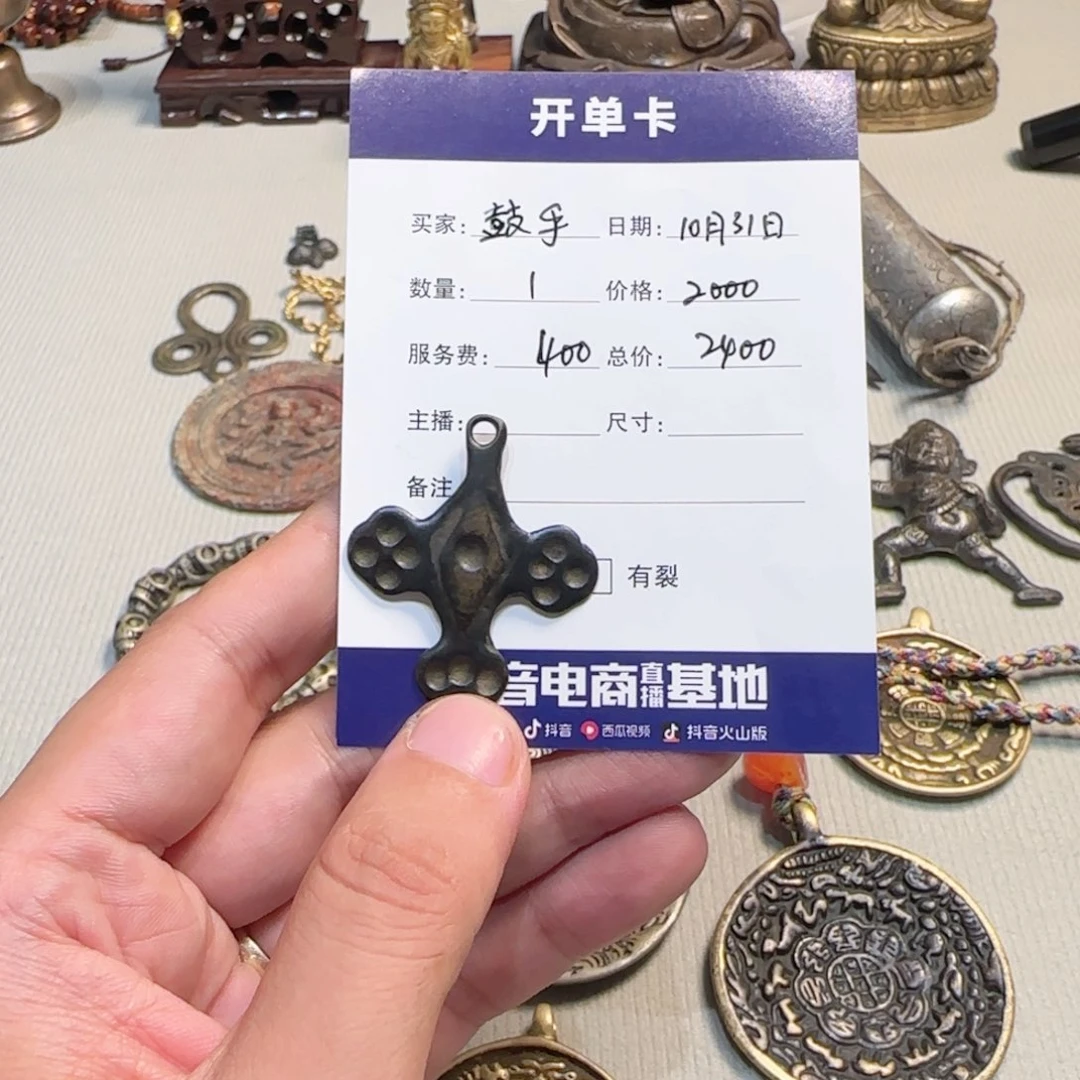 开单卡
买家: 鼓手 日期: 10月31日
数量: 1 价格: 2000
服务费: 400 总价: 2400
主播: 尺寸:
备注
有裂
音电商直播基地
抖音 西瓜视频 抖音火山版